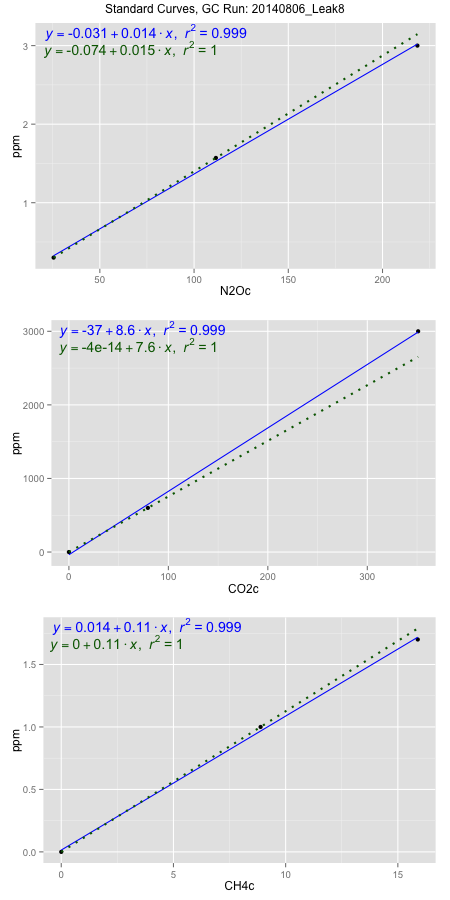 Standard Curves, GC Run: 20140806_Leak8
y = -0.031 + 0.014 · x, r² = 0.999
y = -0.074 + 0.015 · x, r² = 1
3
2
1
ppm
50 100 150 200
N2Oc
y = -37 + 8.6 · x, r² = 0.999
y = -4e-14 + 7.6 · x, r² = 1
3000
2000
1000
0
ppm
0 100 200 300
CO2c
y = 0.014 + 0.11 · x, r² = 0.999
y = 0 + 0.11 · x, r² = 1
1.5
1.0
0.5
0.0
ppm
0 5 10 15
CH4c